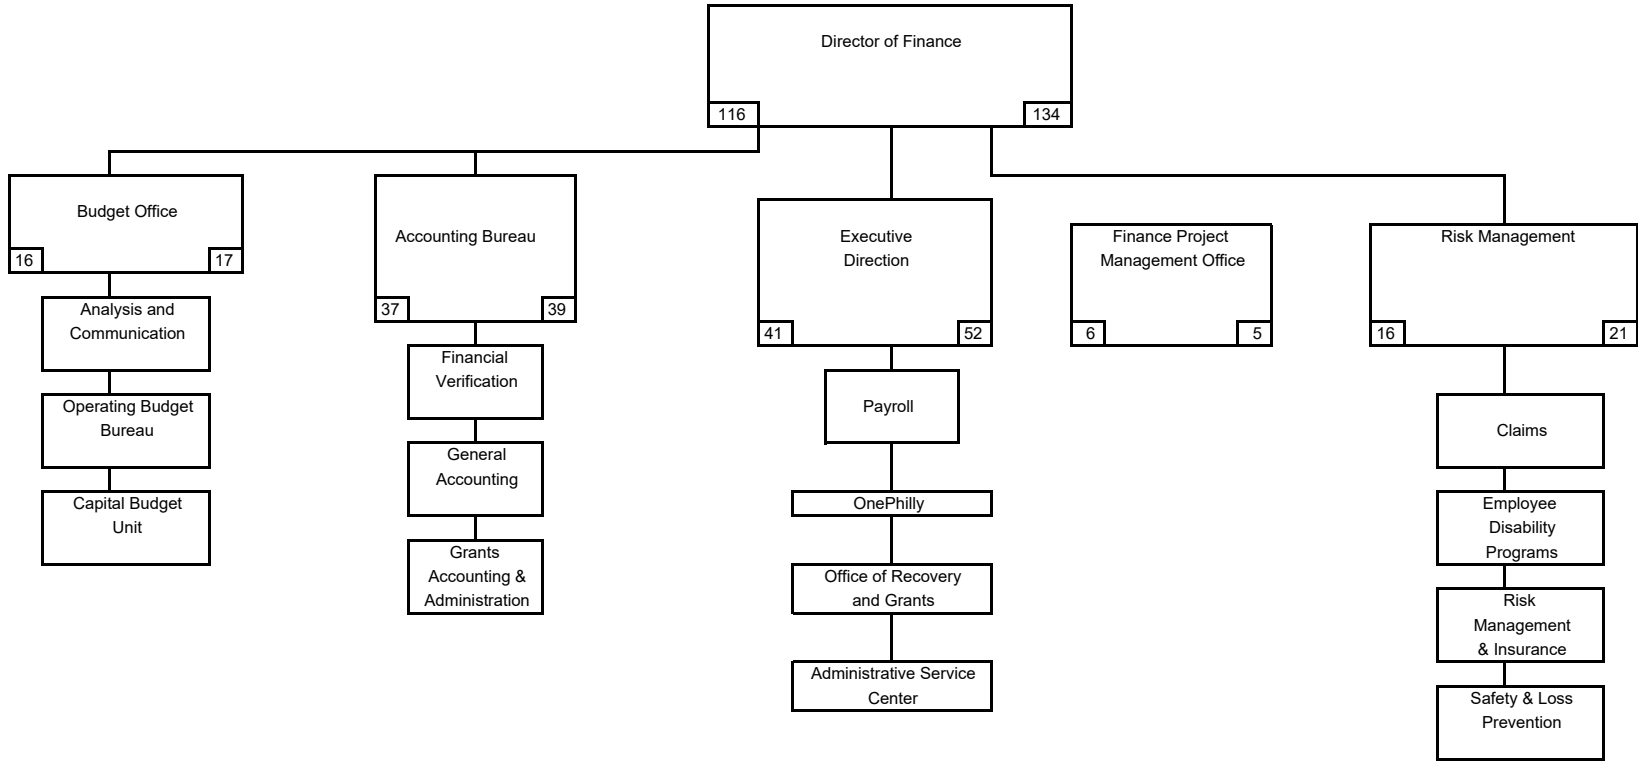 Director of Finance
116
134
Budget Office
16
17
Analysis and
Communication
Operating Budget
Bureau
Capital Budget
Unit
Accounting Bureau
37
39
Financial
Verification
General
Accounting
Grants
Accounting &
Administration
Executive
Direction
41
52
Payroll
OnePhilly
Office of Recovery
and Grants
Administrative Service
Center
Finance Project
Management Office
6
5
Risk Management
16
21
Claims
Employee
Disability
Programs
Risk
Management
& Insurance
Safety & Loss
Prevention